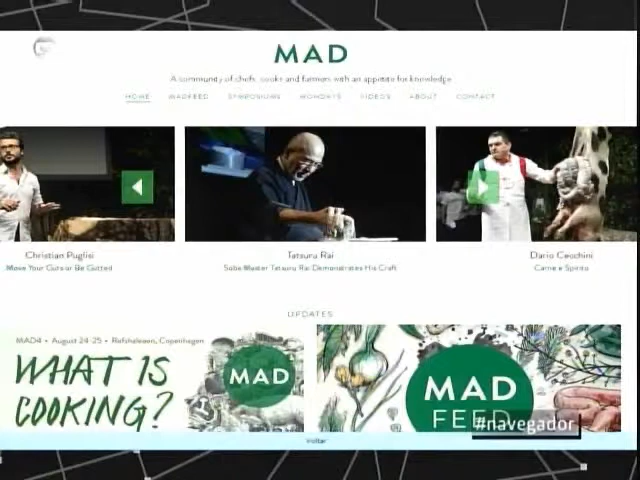 MAD
A community of chefs, cooks and farmers with an appetite for knowledge.
HOME MADFEED SYMPOSIUMS MONDAYS VIDEOS ABOUT CONTACT
Christian Puglisi
Move Your Guts or Be Gutted
Tatsuru Rai
Soba Master Tatsuru Rai Demonstrates His Craft
Dario Cecchini
Carne e Spirito
UPDATES
MAD4 • August 24-25 • Refshaleøen, Copenhagen
WHAT IS
COOKING?
MAD
MAD
FEED
#navegador
Voltar